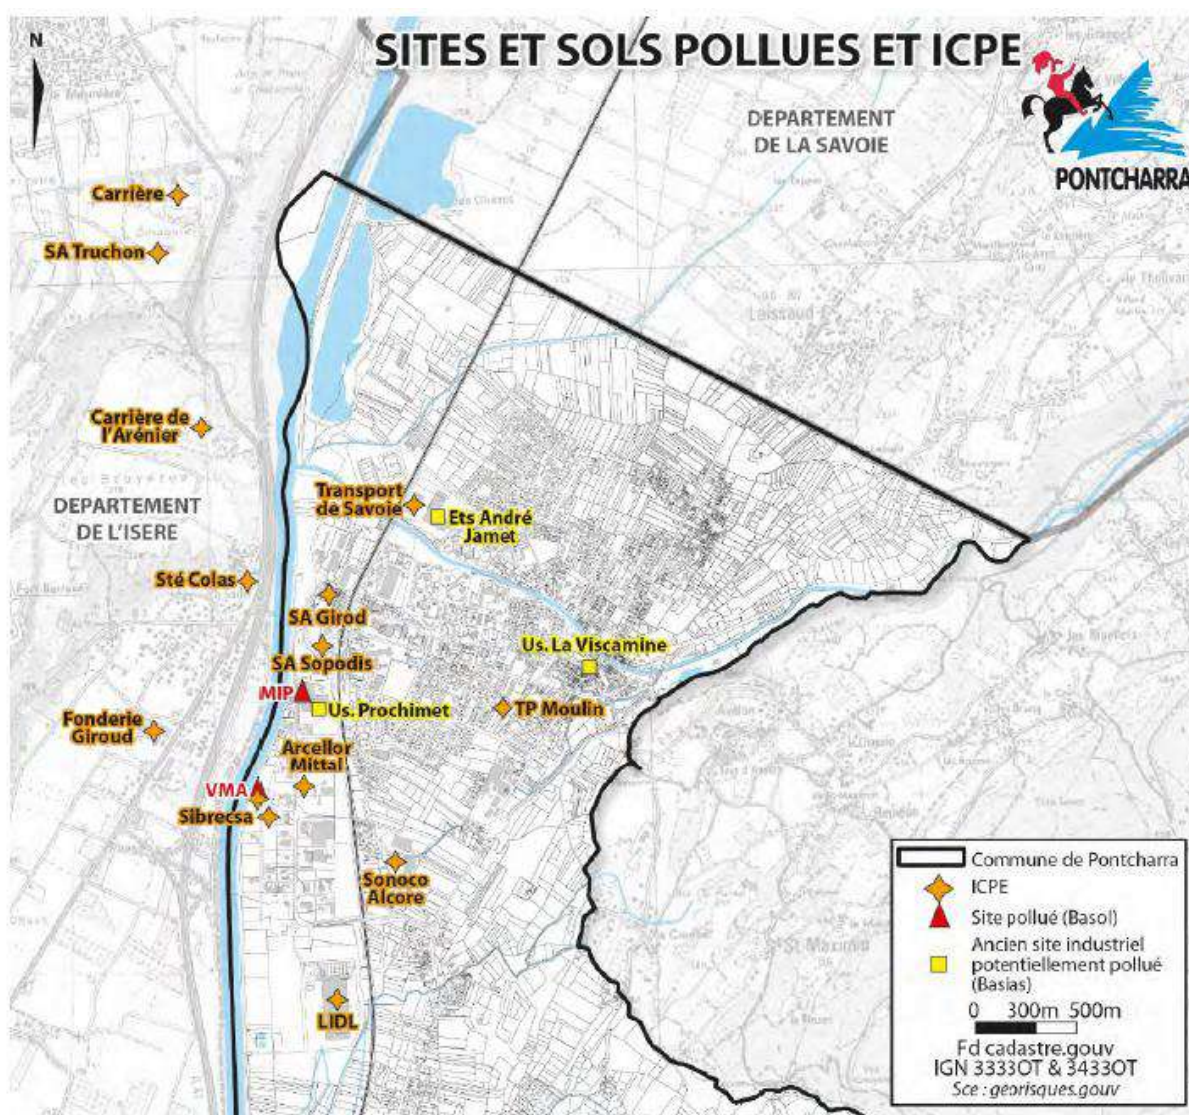 SITES ET SOLS POLLUES ET ICPE
N
DEPARTEMENT
DE LA SAVOIE
PONTCHARRA
Carrière
SA Truchon
Laissaud
Carrière de
l'Arénier
DEPARTEMENT
DE L'ISERE
Transport
de Savoie
Ets André
Jamet
Sté Colas
SA Girod
SA Sopodis
Us. La Viscamine
MIP
Us. Prochimet
TP Moulin
Fonderie
Giroud
Arcellor
Mittal
VMA
Sibrecsa
Sonoco
Alcore
St Maximin
LIDL
Commune de Pontcharra
ICPE
Site pollué (Basol)
Ancien site industriel
potentiellement pollué
(Basias)
0 300m 500m
Fd cadastre.gouv
IGN 3333OT & 3433OT
Sce : georisques.gouv